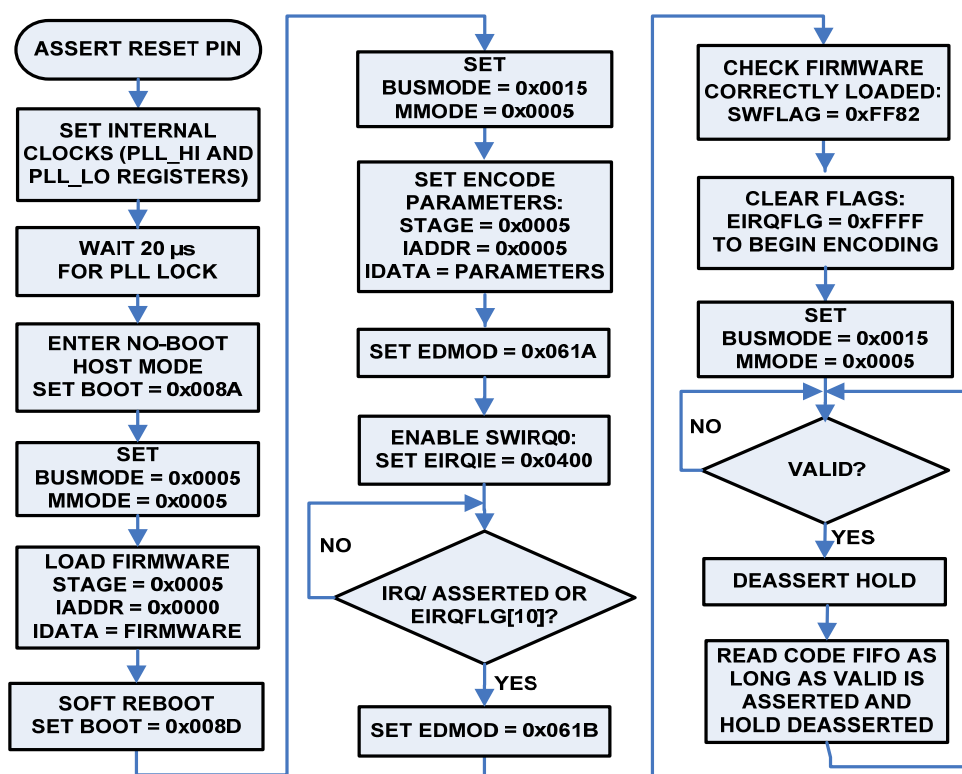 ASSERT RESET PIN
SET INTERNAL
CLOCKS (PLL_HI AND
PLL_LO REGISTERS)
WAIT 20 µs
FOR PLL LOCK
ENTER NO-BOOT
HOST MODE
SET BOOT = 0x008A
SET
BUSMODE = 0x0005
MMODE = 0x0005
LOAD FIRMWARE
STAGE = 0x0005
IADDR = 0x0000
IDATA = FIRMWARE
SOFT REBOOT
SET BOOT = 0x008D
SET
BUSMODE = 0x0015
MMODE = 0x0005
SET ENCODE
PARAMETERS:
STAGE = 0x0005
IADDR = 0x0005
IDATA = PARAMETERS
SET EDMOD = 0x061A
ENABLE SWIRQ0:
SET EIRQIE = 0x0400
NO
IRQ/ ASSERTED OR
EIRQFLG[10]?
YES
SET EDMOD = 0x061B
CHECK FIRMWARE
CORRECTLY LOADED:
SWFLAG = 0xFF82
CLEAR FLAGS:
EIRQFLG = 0xFFFF
TO BEGIN ENCODING
SET
BUSMODE = 0x0015
MMODE = 0x0005
NO
VALID?
YES
DEASSERT HOLD
READ CODE FIFO AS
LONG AS VALID IS
ASSERTED AND
HOLD DEASSERTED